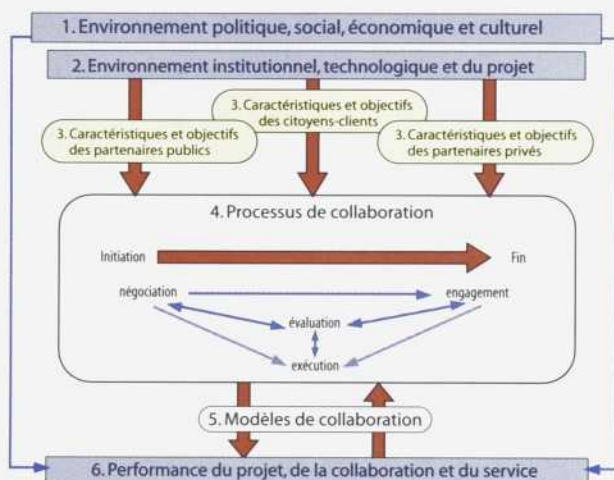 1. Environnement politique, social, économique et culturel
2. Environnement institutionnel, technologique et du projet
3. Caractéristiques et objectifs
des citoyens-clients
3. Caractéristiques et objectifs
des partenaires publics
3. Caractéristiques et objectifs
des partenaires privés
4. Processus de collaboration
Initiation
Fin
négociation
engagement
évaluation
exécution
5. Modèles de collaboration
6. Performance du projet, de la collaboration et du service